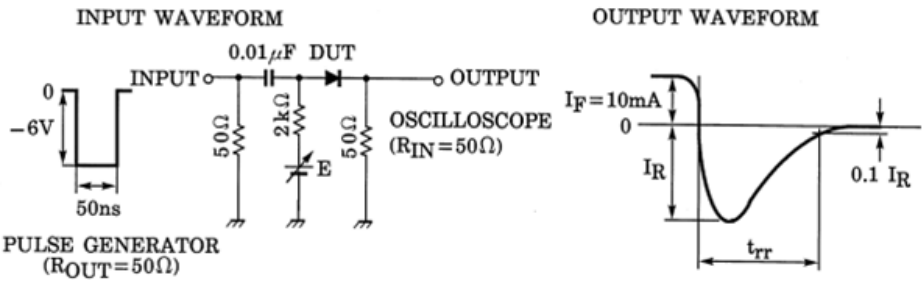 INPUT WAVEFORM
0
−6V
50ns
PULSE GENERATOR
(ROUT=50Ω)
0.01μF DUT
INPUT
OUTPUT
50Ω
2kΩ
E
50Ω
OSCILLOSCOPE
(RIN=50Ω)
OUTPUT WAVEFORM
IF=10mA
0
IR
0.1 IR
trr